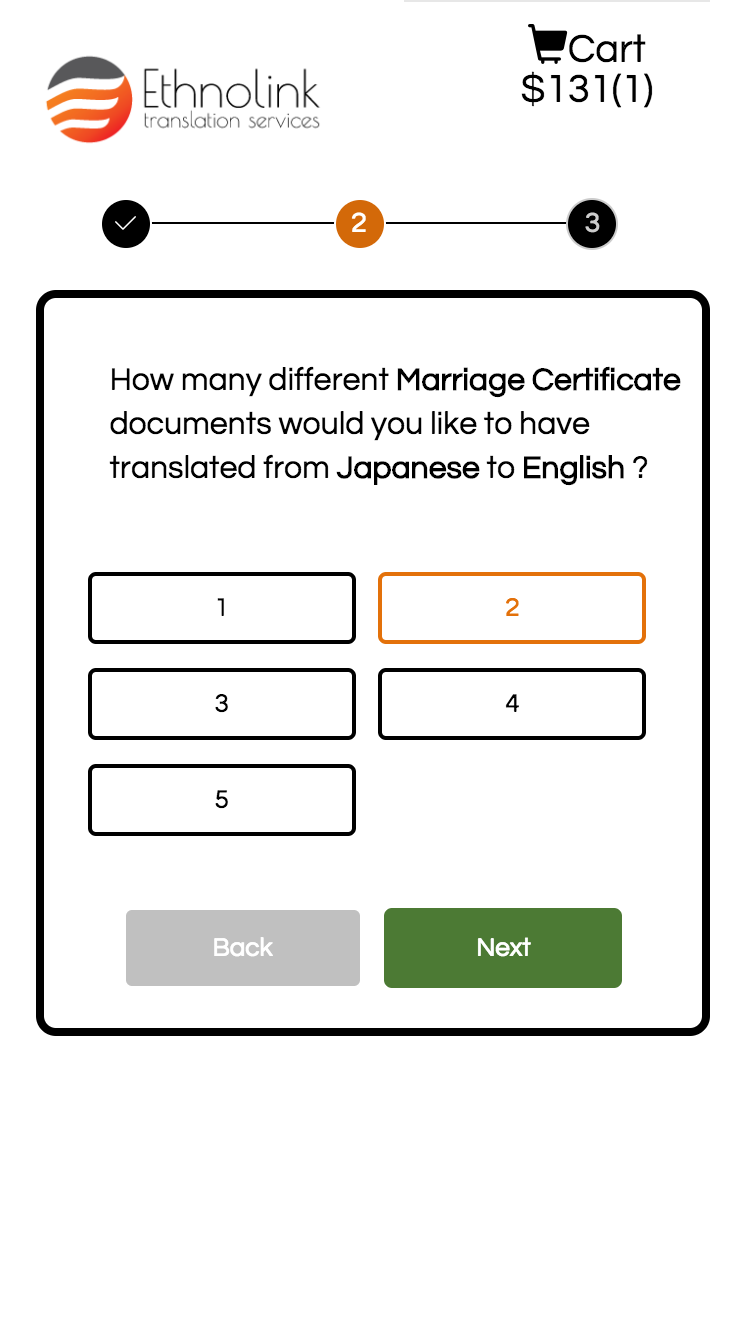 Ethnolink
translation services
Cart
$131(1)
2
3
How many different Marriage Certificate
documents would you like to have
translated from Japanese to English ?
1
2
3
4
5
Back
Next